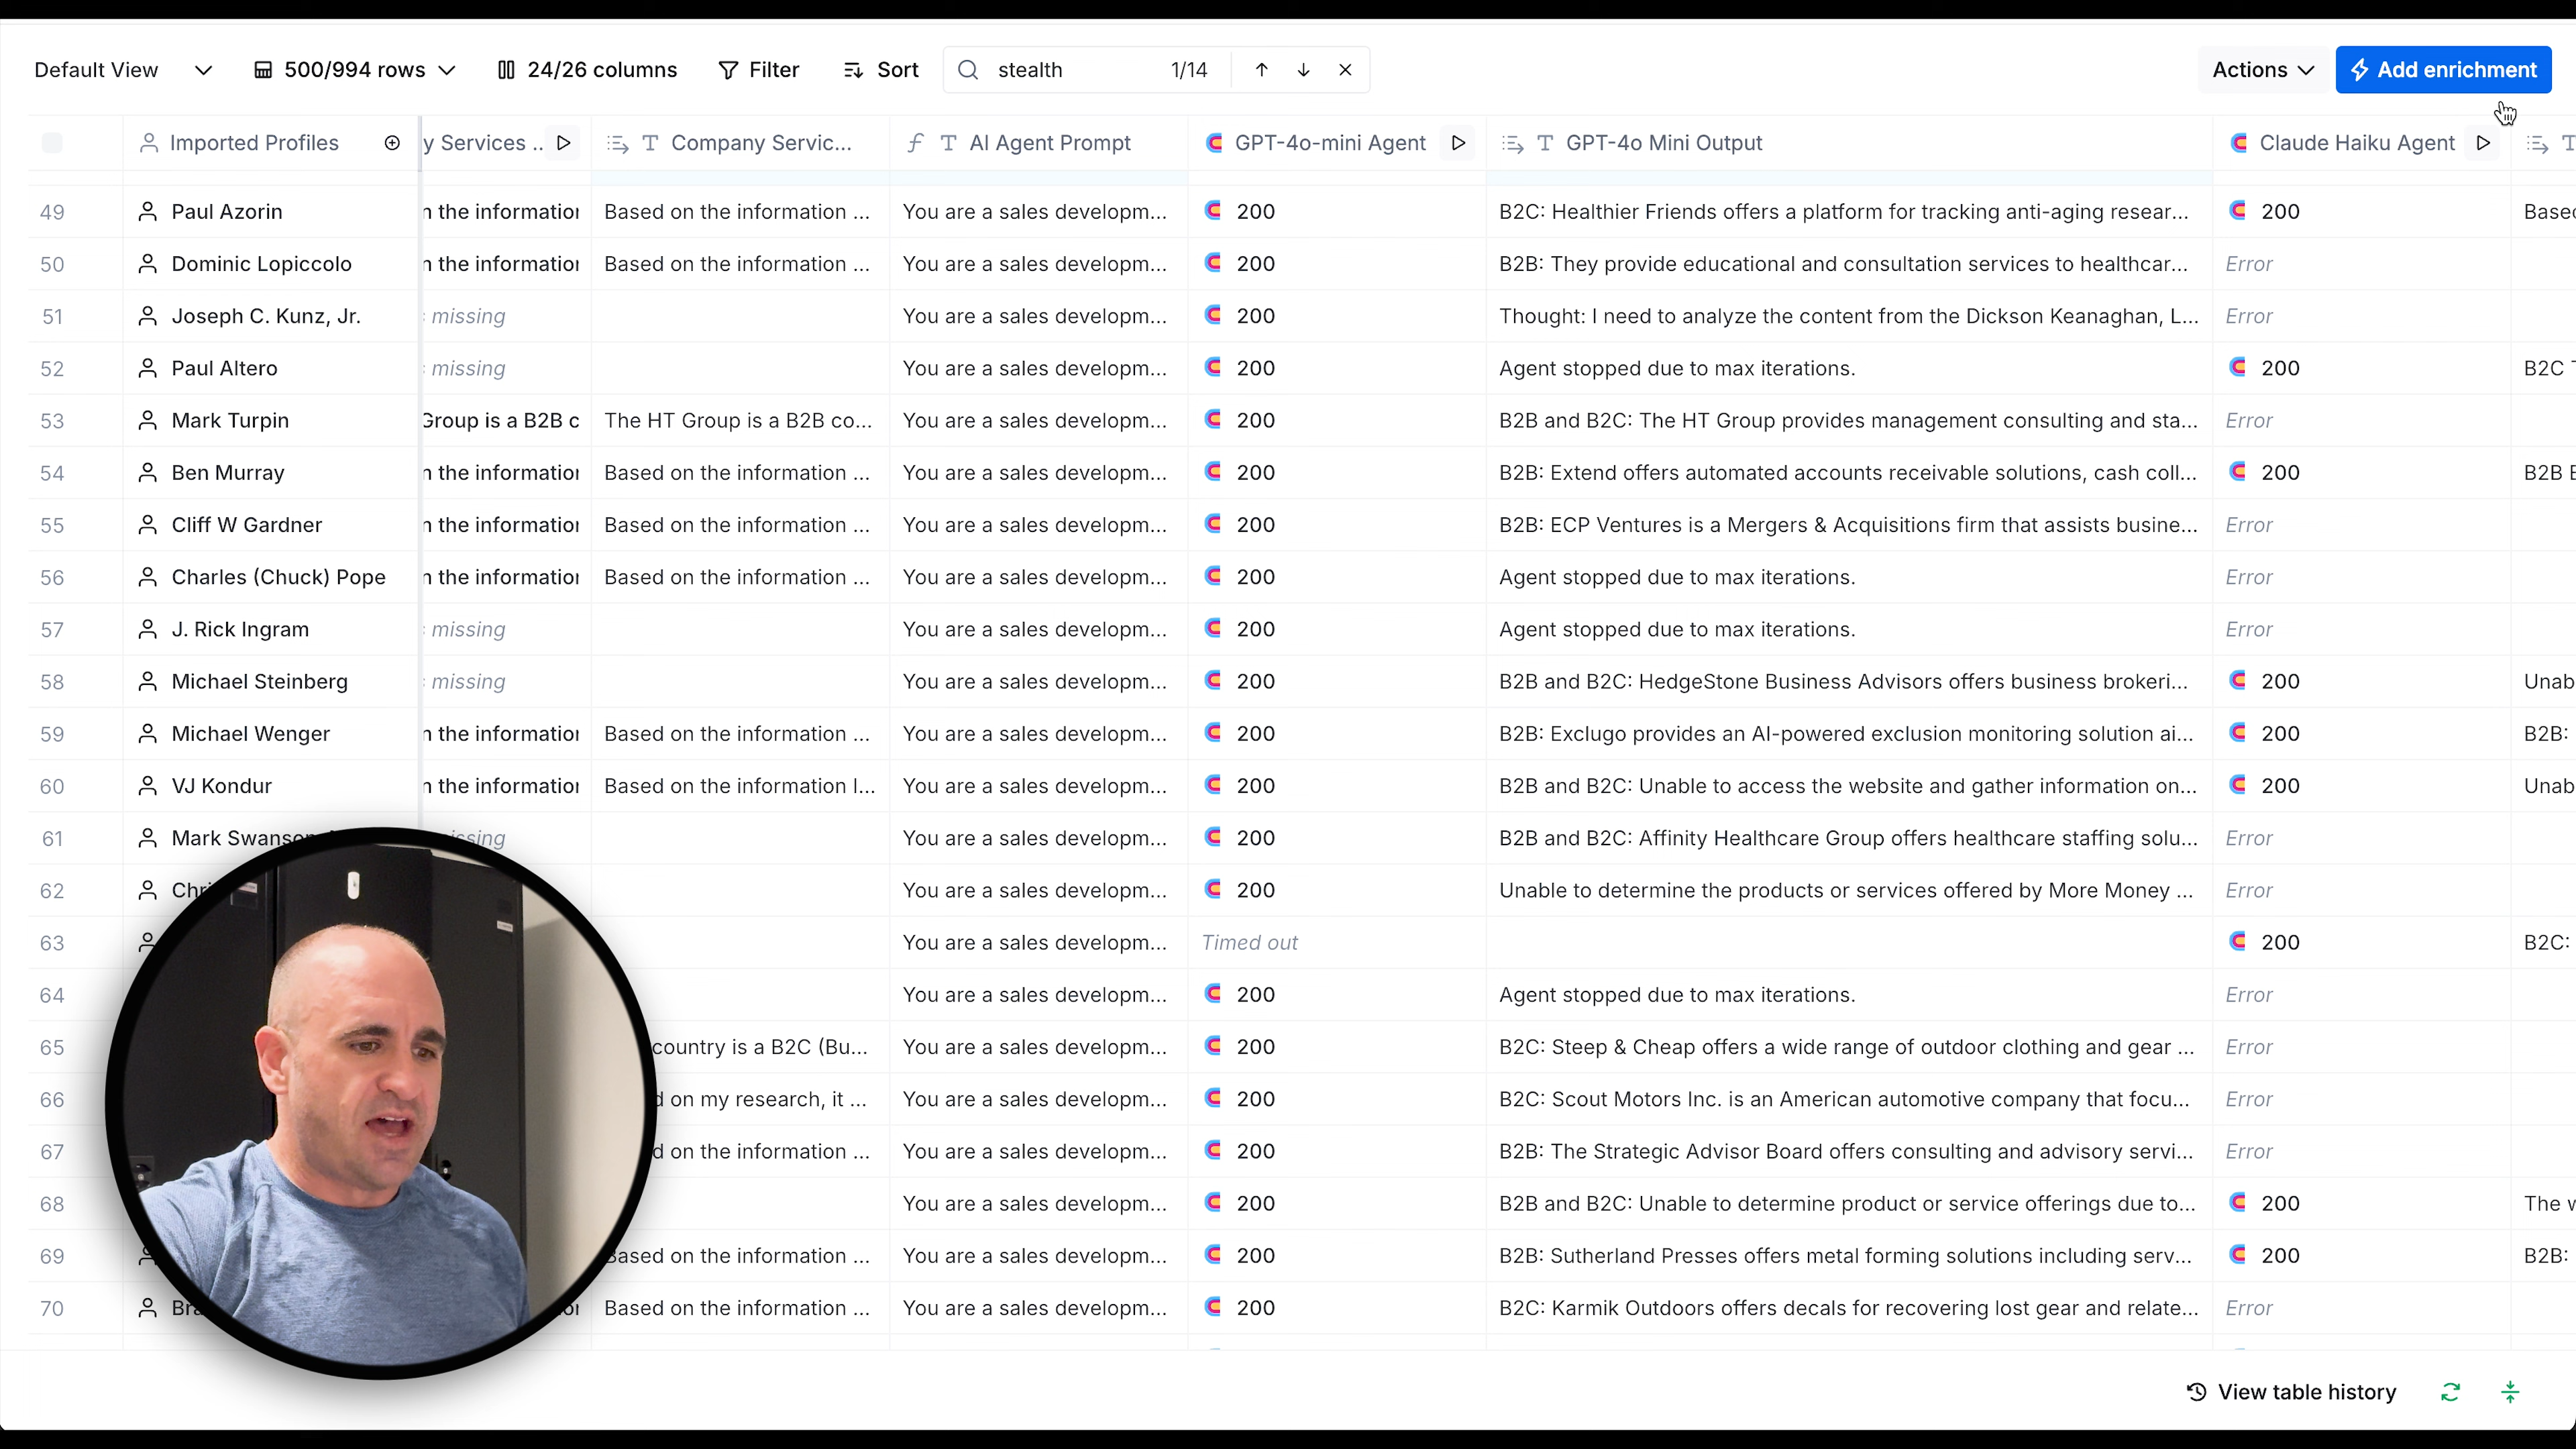 Default View 500/994 rows 24/26 columns Filter Sort stealth 1/14 Actions Add enrichment
Imported Profiles y Services .. Company Servic... AI Agent Prompt GPT-4o-mini Agent GPT-4o Mini Output Claude Haiku Agent
49 Paul Azorin n the information Based on the information ... You are a sales developm... 200 B2C: Healthier Friends offers a platform for tracking anti-aging resear... 200 Based
50 Dominic Lopiccolo n the information Based on the information ... You are a sales developm... 200 B2B: They provide educational and consultation services to healthcar... Error
51 Joseph C. Kunz, Jr. missing You are a sales developm... 200 Thought: I need to analyze the content from the Dickson Keanaghan, L... Error
52 Paul Altero missing You are a sales developm... 200 Agent stopped due to max iterations. 200 B2C
53 Mark Turpin Group is a B2B c The HT Group is a B2B co... You are a sales developm... 200 B2B and B2C: The HT Group provides management consulting and sta... Error
54 Ben Murray n the information Based on the information ... You are a sales developm... 200 B2B: Extend offers automated accounts receivable solutions, cash coll... 200 B2B E
55 Cliff W Gardner n the information Based on the information ... You are a sales developm... 200 B2B: ECP Ventures is a Mergers & Acquisitions firm that assists busine... Error
56 Charles (Chuck) Pope n the information Based on the information ... You are a sales developm... 200 Agent stopped due to max iterations. Error
57 J. Rick Ingram missing You are a sales developm... 200 Agent stopped due to max iterations. Error
58 Michael Steinberg missing You are a sales developm... 200 B2B and B2C: HedgeStone Business Advisors offers business brokeri... 200 Unab
59 Michael Wenger n the information Based on the information ... You are a sales developm... 200 B2B: Exclugo provides an AI-powered exclusion monitoring solution ai... 200 B2B:
60 VJ Kondur n the information Based on the information I... You are a sales developm... 200 B2B and B2C: Unable to access the website and gather information on... 200 Unab
61 Mark Swanson issing You are a sales developm... 200 B2B and B2C: Affinity Healthcare Group offers healthcare staffing solu... Error
62 Chri You are a sales developm... 200 Unable to determine the products or services offered by More Money ... Error
63 You are a sales developm... Timed out 200 B2C:
64 You are a sales developm... 200 Agent stopped due to max iterations. Error
65 country is a B2C (Bu... You are a sales developm... 200 B2C: Steep & Cheap offers a wide range of outdoor clothing and gear ... Error
66 d on my research, it ... You are a sales developm... 200 B2C: Scout Motors Inc. is an American automotive company that focu... Error
67 d on the information ... You are a sales developm... 200 B2B: The Strategic Advisor Board offers consulting and advisory servi... Error
68 You are a sales developm... 200 B2B and B2C: Unable to determine product or service offerings due to... 200 The w
69 Based on the information ... You are a sales developm... 200 B2B: Sutherland Presses offers metal forming solutions including serv... 200 B2B:
70 Bra Based on the information ... You are a sales developm... 200 B2C: Karmik Outdoors offers decals for recovering lost gear and relate... Error
View table history